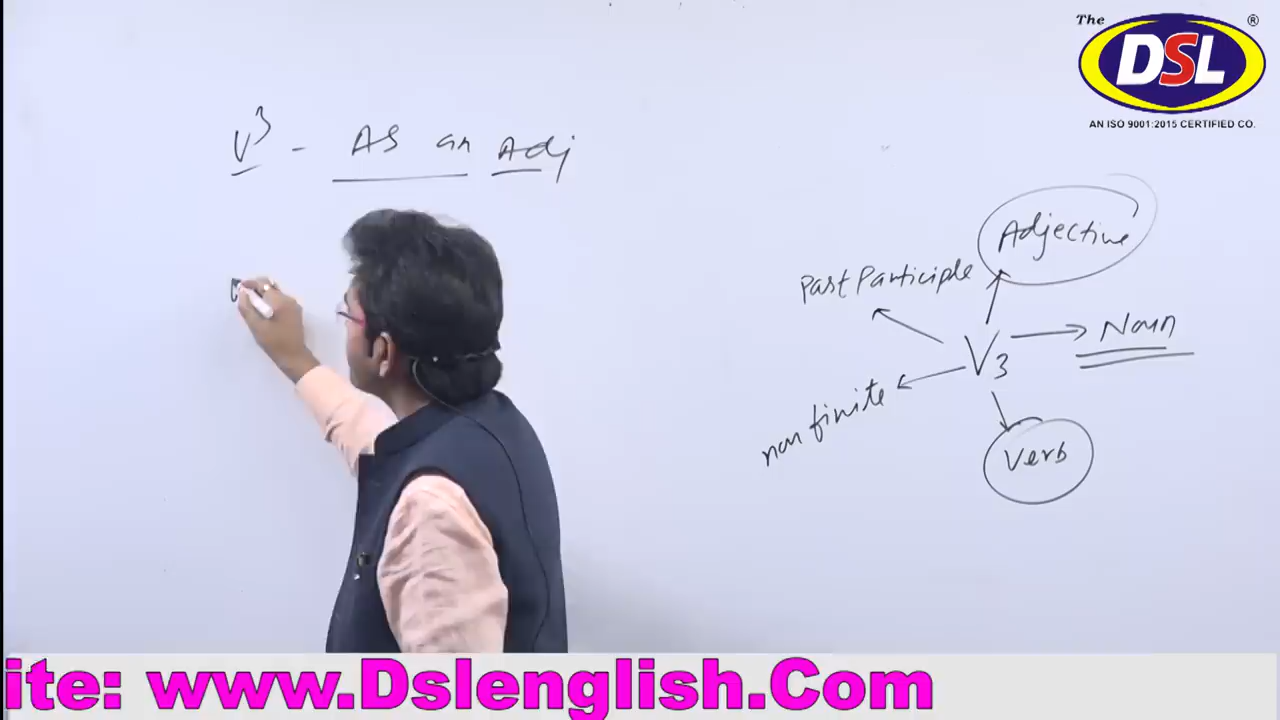 The
DSL
®
AN ISO 9001:2015 CERTIFIED CO.
V3 - As an Adj
Adjective
Past Participle
Noun
V3
non finite
Verb
ite: www.Dslenglish.Com